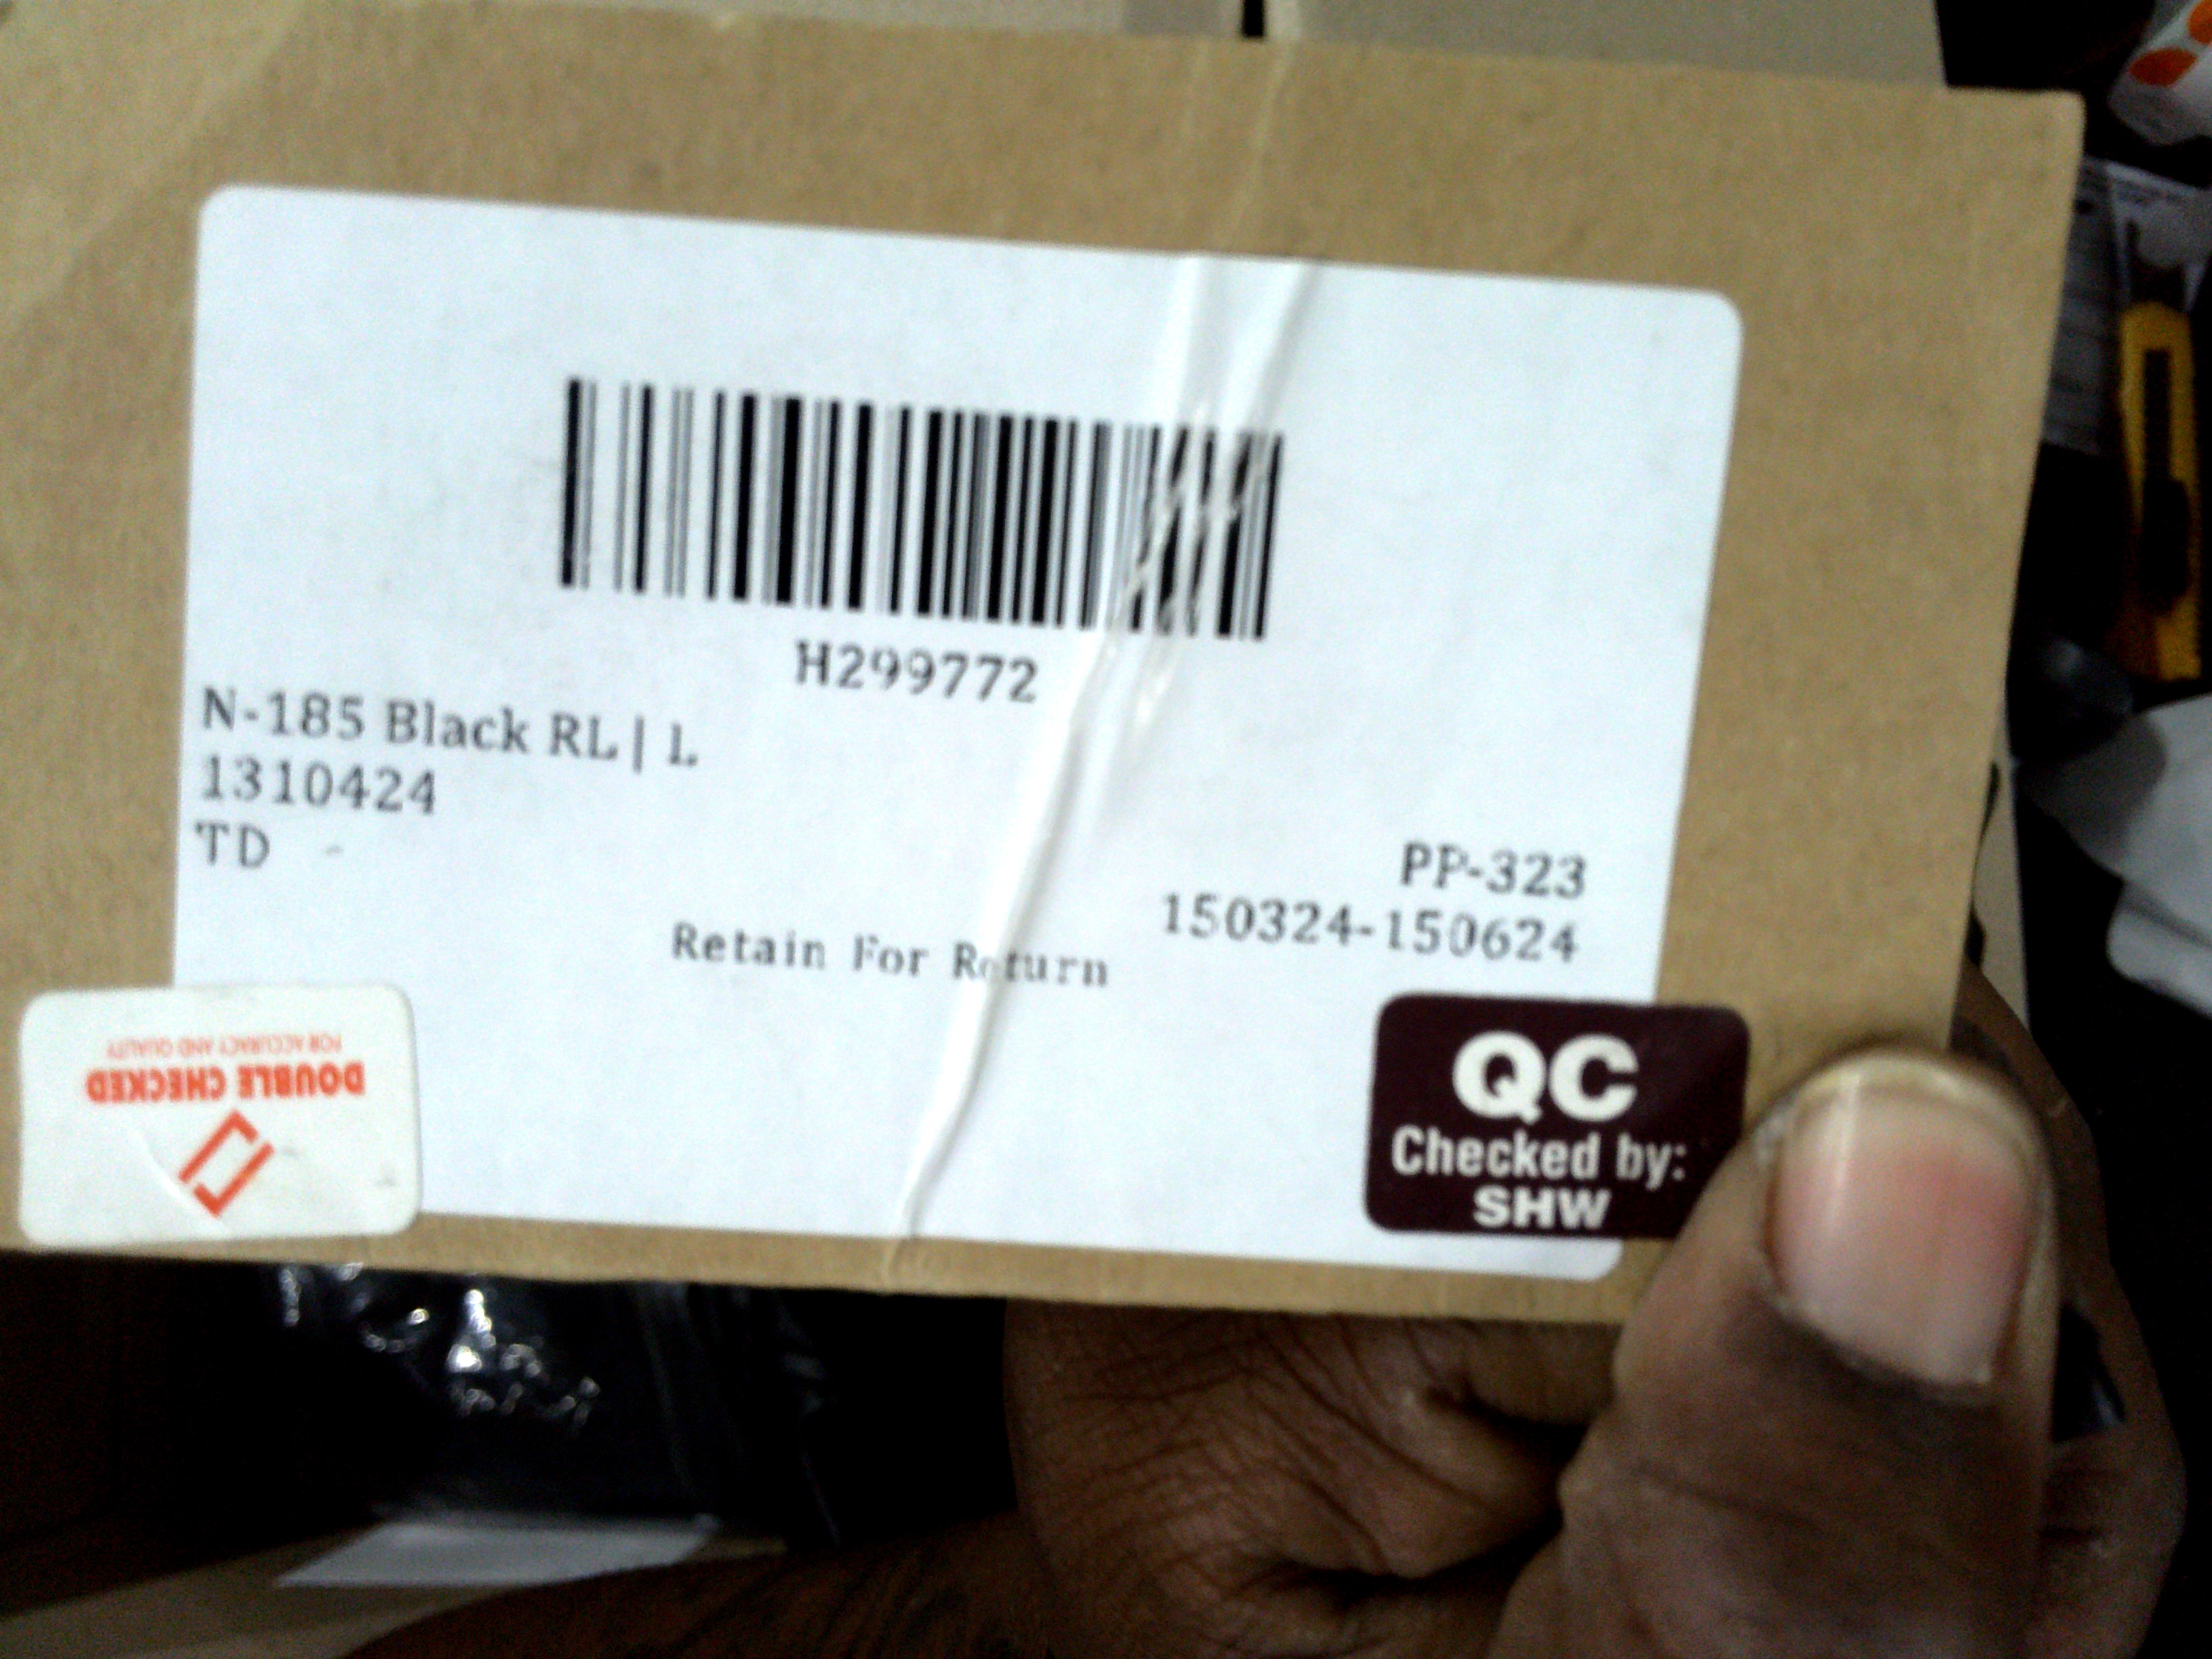 H299772
N-185 Black RL | L
1310424
TD -
PP-323
150324-150624
Retain For Return
DOUBLE CHECKED
FOR ACCURACY AND QUALITY
QC
Checked by:
SHW